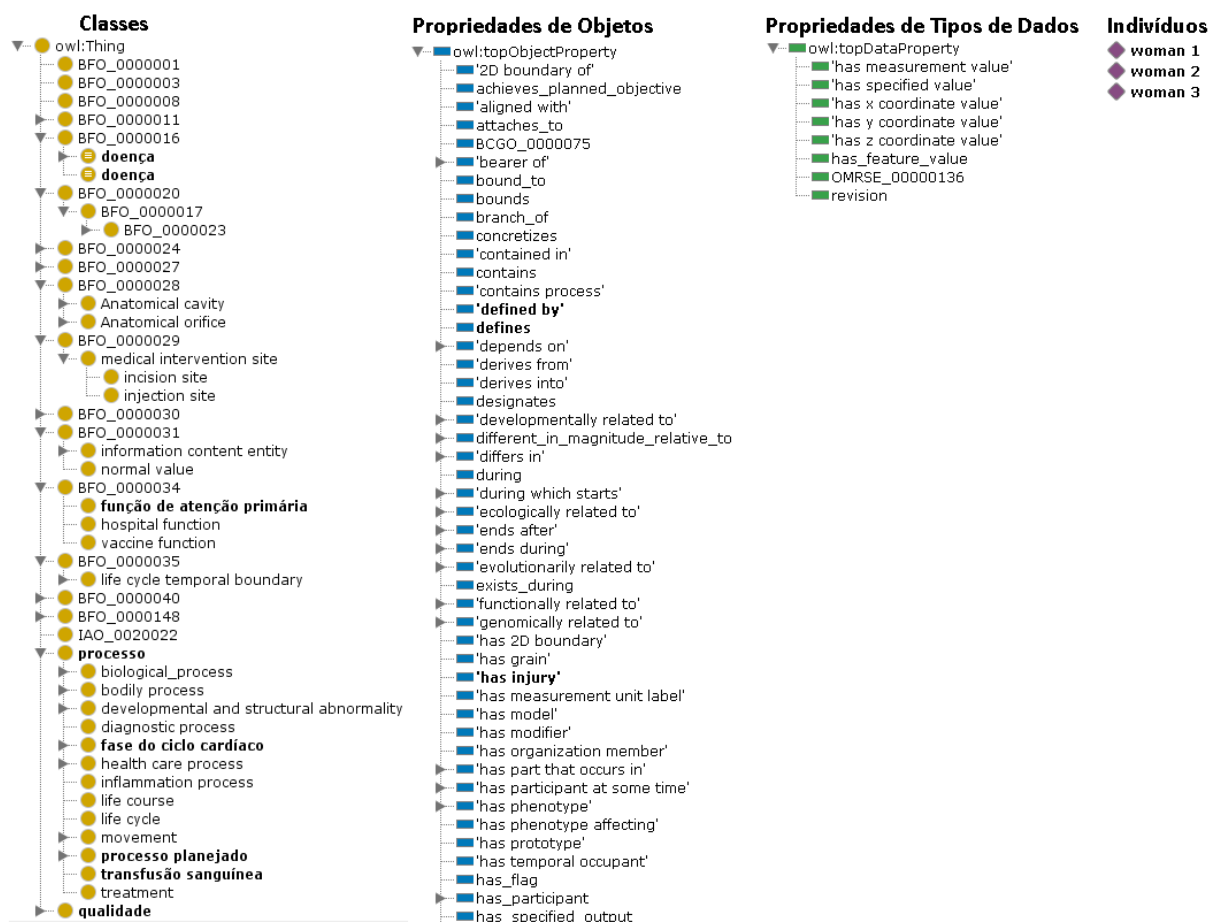 Classes
owl:Thing
BFO_0000001
BFO_0000003
BFO_0000008
BFO_0000011
BFO_0000016
doença
doença
BFO_0000020
BFO_0000017
BFO_0000023
BFO_0000024
BFO_0000027
BFO_0000028
Anatomical cavity
Anatomical orifice
BFO_0000029
medical intervention site
incision site
injection site
BFO_0000030
BFO_0000031
information content entity
normal value
BFO_0000034
função de atenção primária
hospital function
vaccine function
BFO_0000035
life cycle temporal boundary
BFO_0000040
BFO_0000148
IAO_0020022
processo
biological_process
bodily process
developmental and structural abnormality
diagnostic process
fase do ciclo cardíaco
health care process
inflammation process
life course
life cycle
movement
processo planejado
transfusão sanguínea
treatment
qualidade
Propriedades de Objetos
owl:topObjectProperty
'2D boundary of'
achieves_planned_objective
'aligned with'
attaches_to
BCGO_0000075
'bearer of'
bound_to
bounds
branch_of
concretizes
'contained in'
contains
'contains process'
'defined by'
defines
'depends on'
'derives from'
'derives into'
designates
'developmentally related to'
different_in_magnitude_relative_to
'differs in'
during
'during which starts'
'ecologically related to'
'ends after'
'ends during'
'evolutionarily related to'
exists_during
'functionally related to'
'genomically related to'
'has 2D boundary'
'has grain'
'has injury'
'has measurement unit label'
'has model'
'has modifier'
'has organization member'
'has part that occurs in'
'has participant at some time'
'has phenotype'
'has phenotype affecting'
'has prototype'
'has temporal occupant'
has_flag
has_participant
has_specified_output
Propriedades de Tipos de Dados
owl:topDataProperty
'has measurement value'
'has specified value'
'has x coordinate value'
'has y coordinate value'
'has z coordinate value'
has_feature_value
OMRSE_00000136
revision
Indivíduos
woman 1
woman 2
woman 3